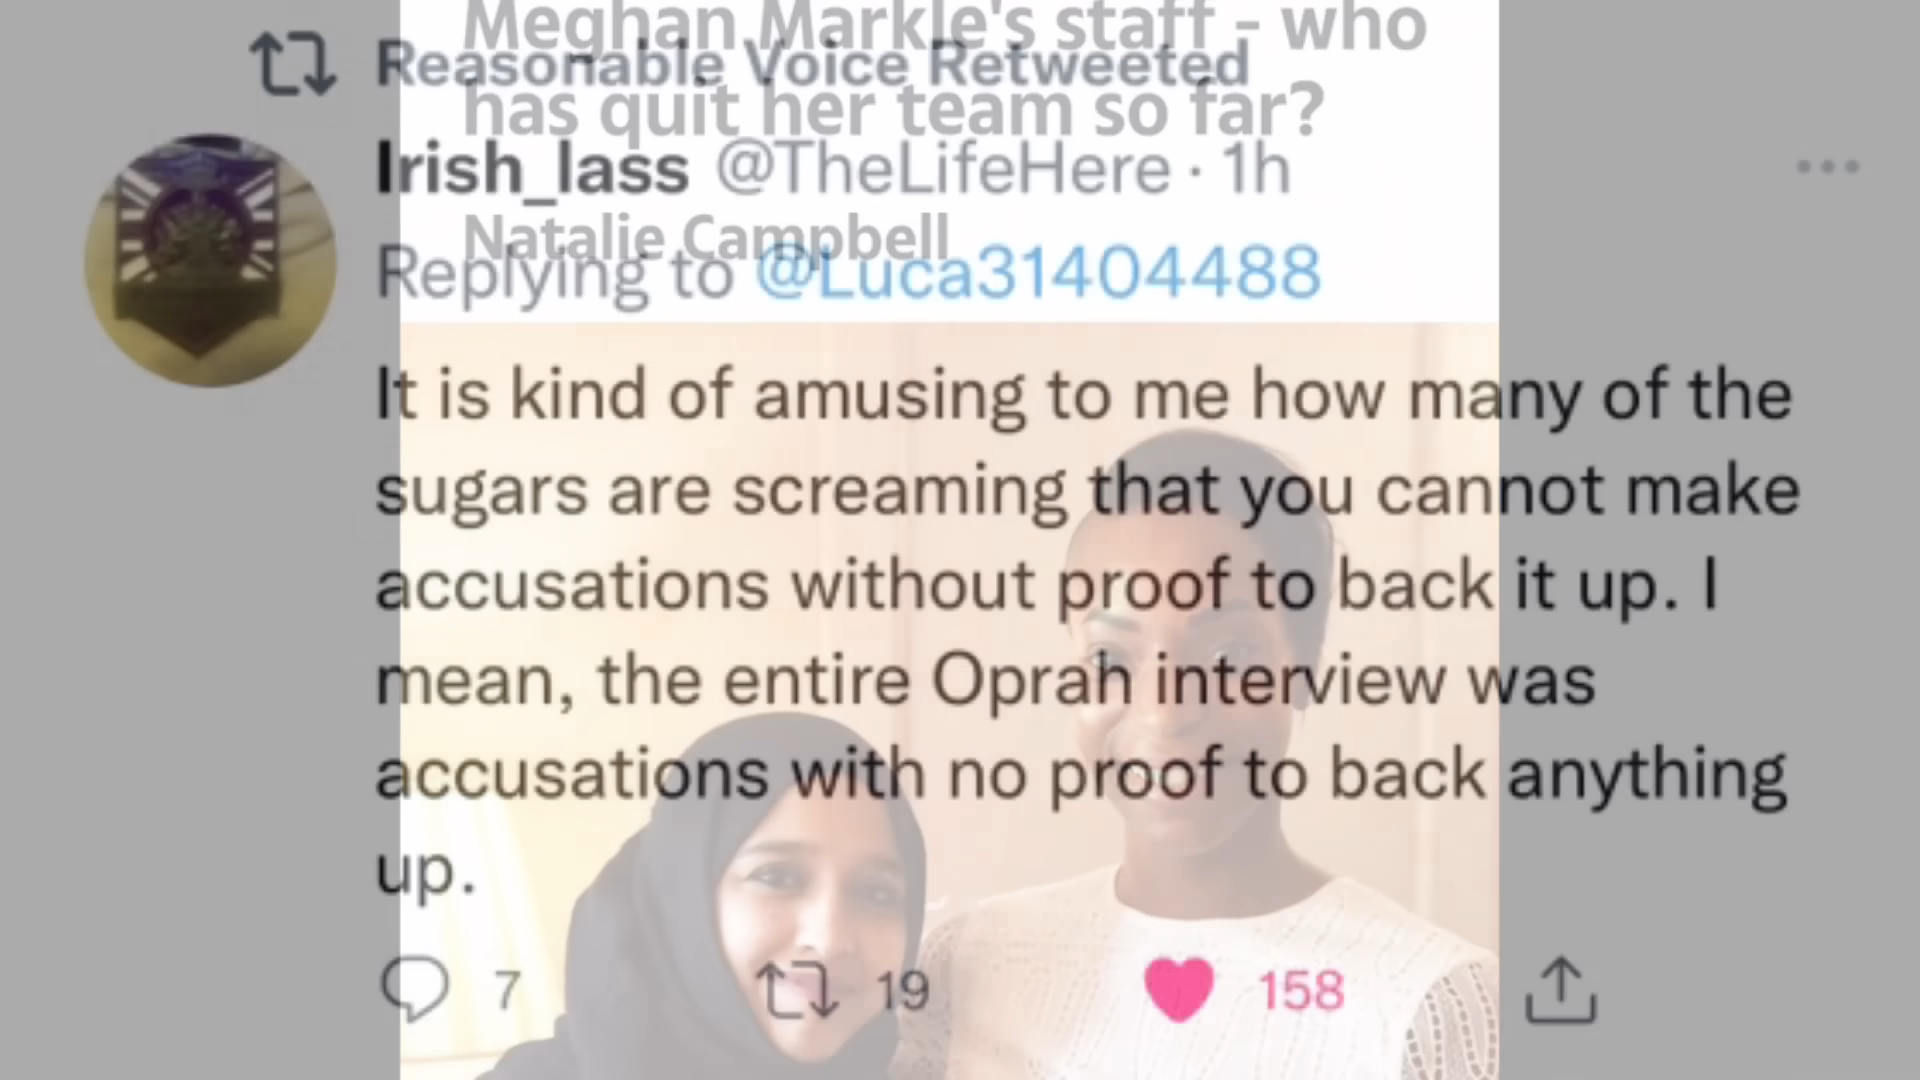 Meghan Markle's staff - who
has quit her team so far?
Natalie Campbell
Reasonable Voice Retweeted
Irish_lass @TheLifeHere · 1h
Replying to @Luca31404488
It is kind of amusing to me how many of the
sugars are screaming that you cannot make
accusations without proof to back it up. I
mean, the entire Oprah interview was
accusations with no proof to back anything
up.
7 19 158